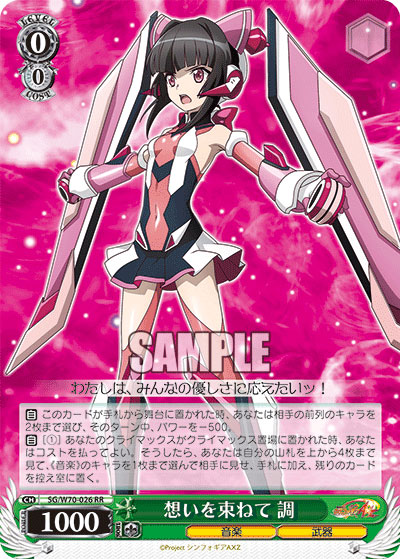 LEVEL
0
0
COST
SAMPLE
わたしは、みんなの優しさに応えたいッ!
自 このカードが手札から舞台に置かれた時、あなたは相手の前列のキャラを
2枚まで選び、そのターン中、パワーを-500。
自 [①] あなたのクライマックスがクライマックス置場に置かれた時、あなたは
コストを払ってよい。そうしたら、あなたは自分の山札を上から4枚まで
見て、《音楽》のキャラを1枚まで選んで相手に見せ、手札に加え、残りのカード
を控え室に置く。
CH SG/W70-026 RR
1000
想いを束ねて 調
音楽 武器
©Project シンフォギアAXZ